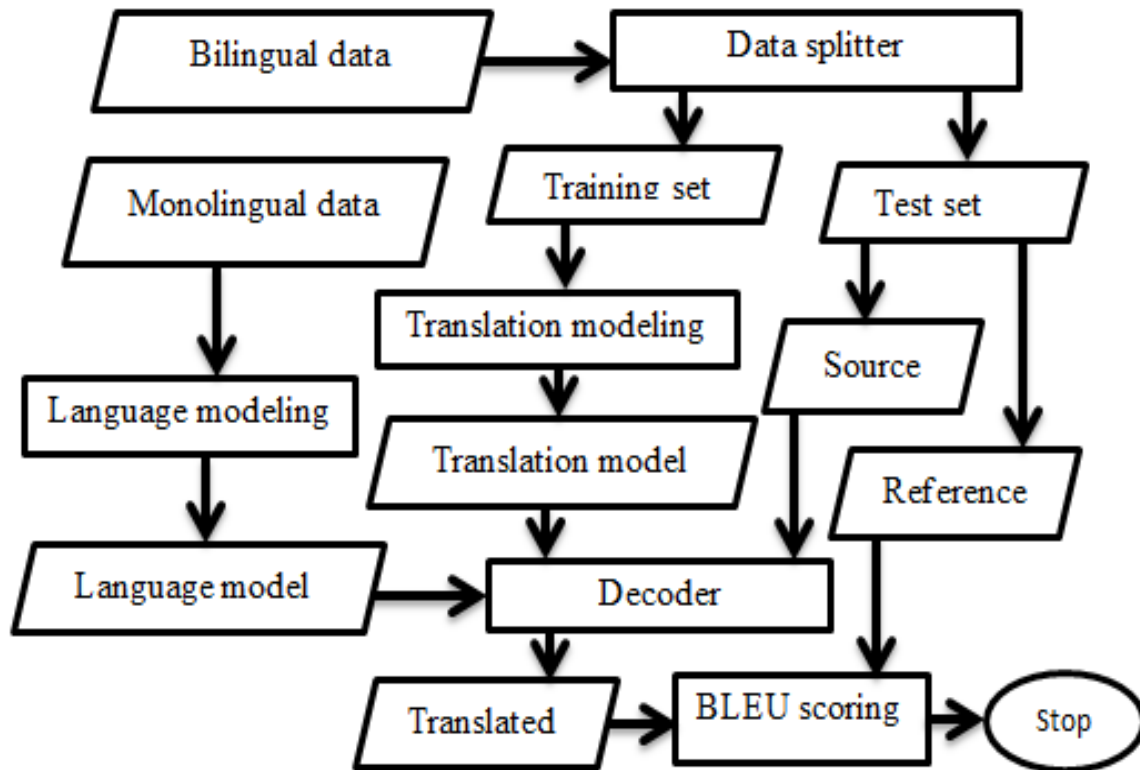 Bilingual data
Data splitter
Monolingual data
Training set
Test set
Translation modeling
Source
Language modeling
Translation model
Reference
Language model
Decoder
Translated
BLEU scoring
Stop